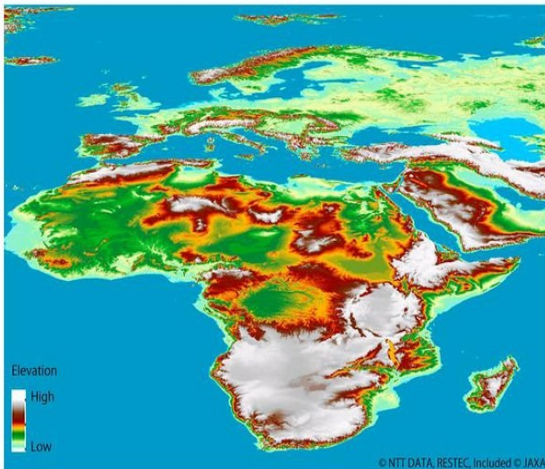 Elevation
High
Low
© NTT DATA, RESTEC, Included © JAXA